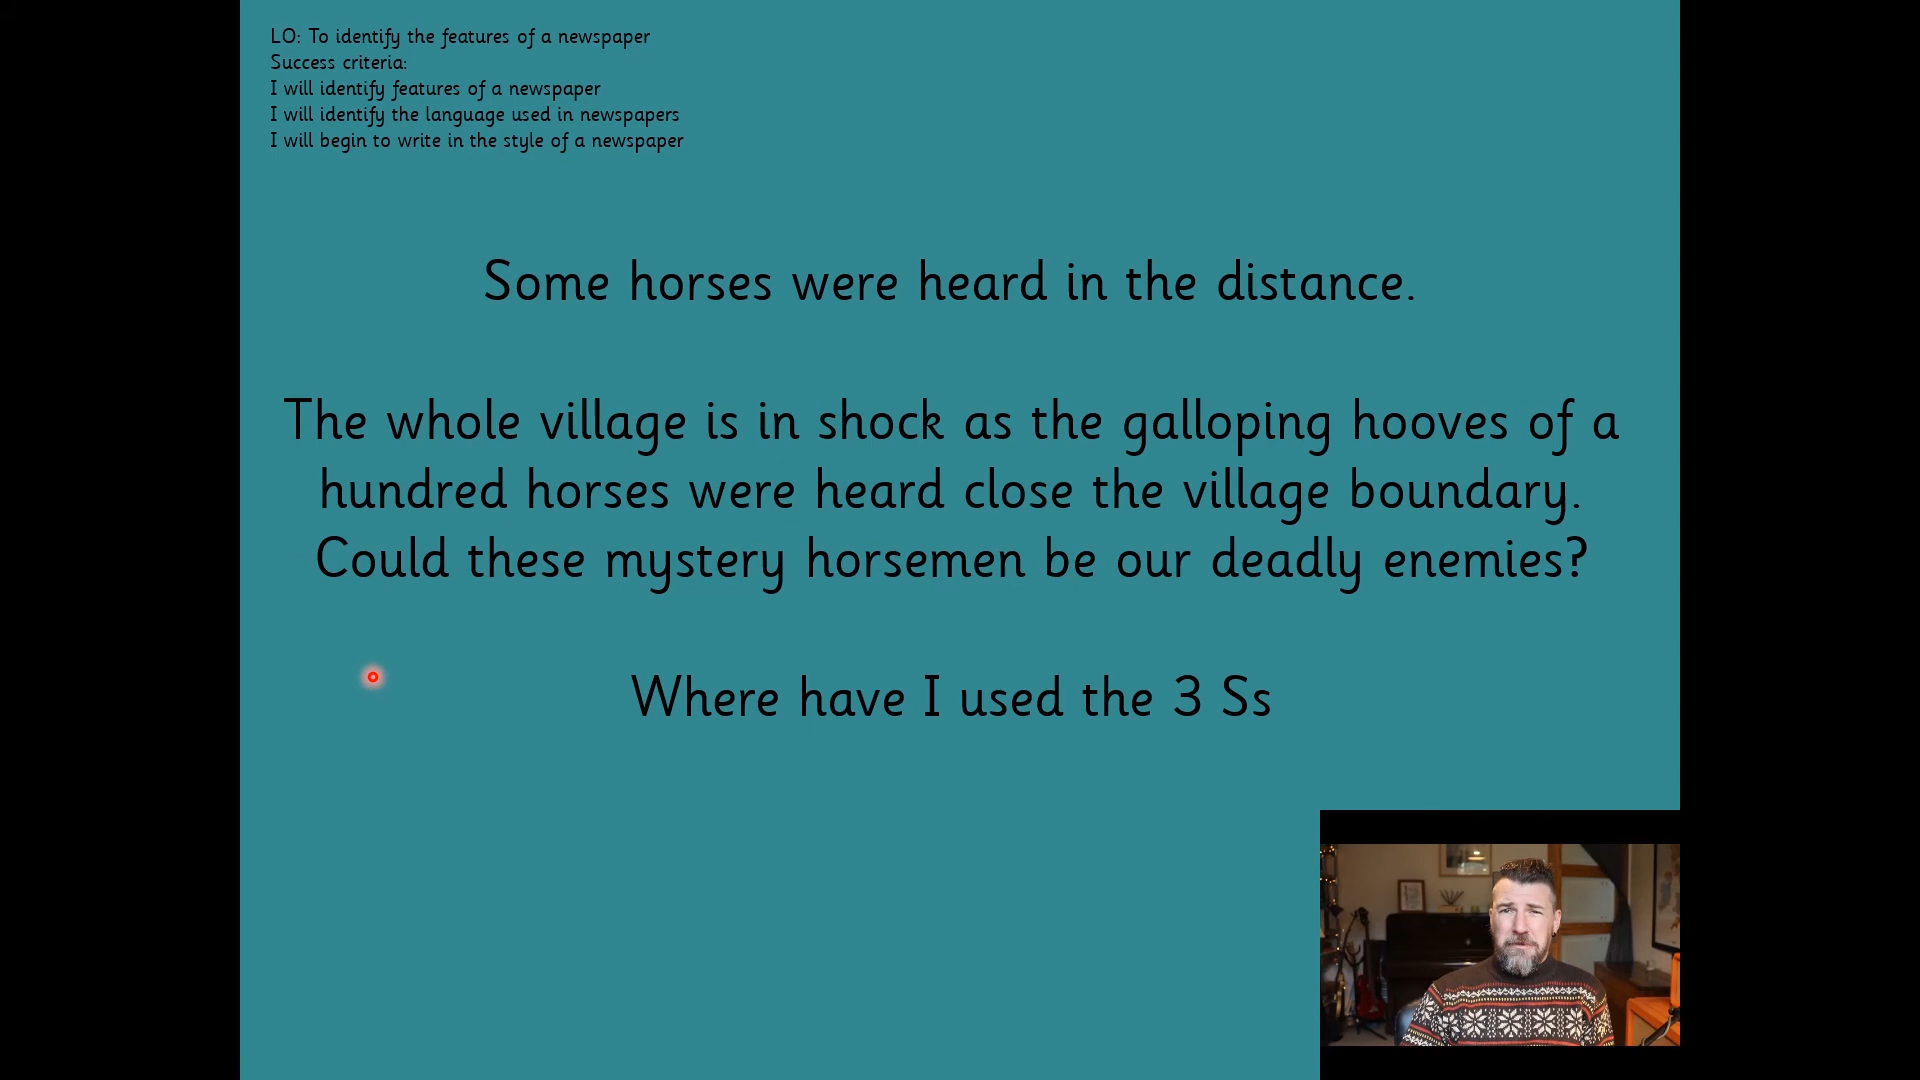 LO: To identify the features of a newspaper
Success criteria:
I will identify features of a newspaper
I will identify the language used in newspapers
I will begin to write in the style of a newspaper
Some horses were heard in the distance.
The whole village is in shock as the galloping hooves of a
hundred horses were heard close the village boundary.
Could these mystery horsemen be our deadly enemies?
Where have I used the 3 Ss